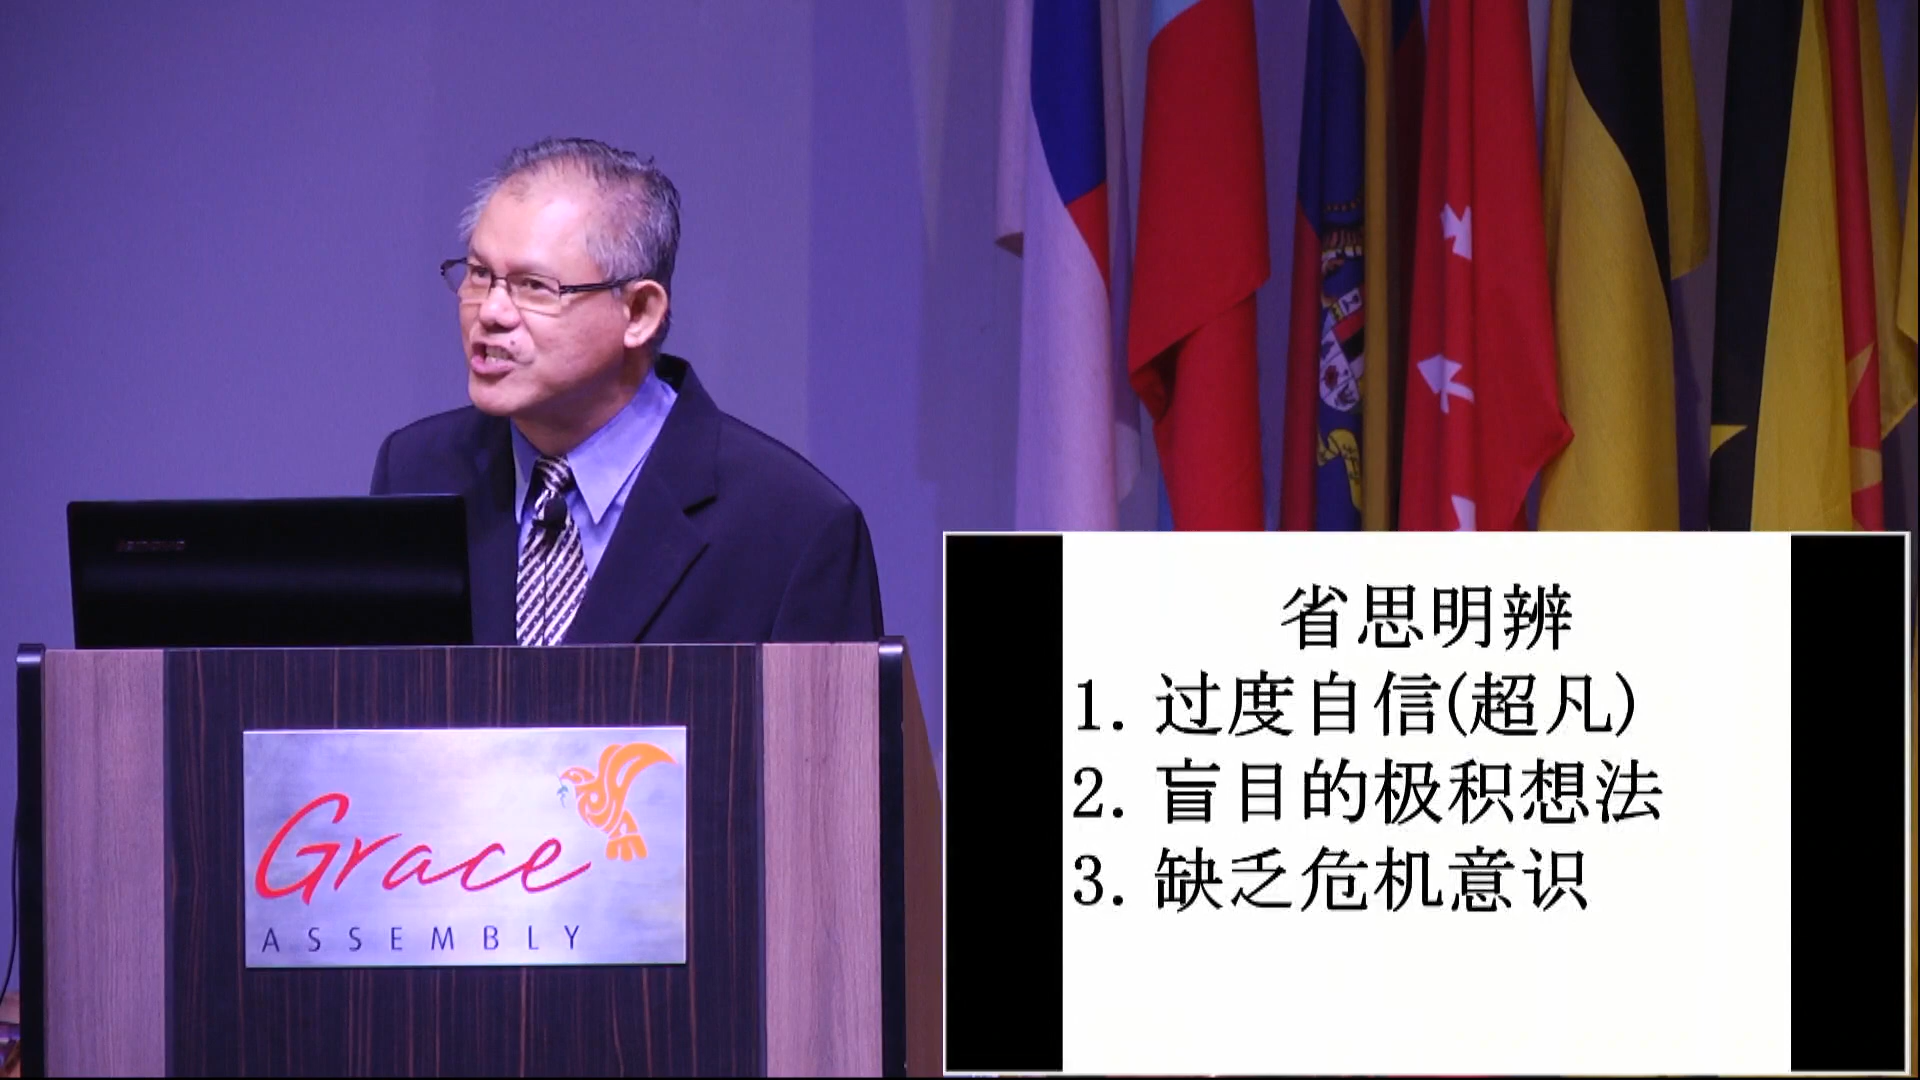 lenovo
Grace
ASSEMBLY
省思明辨
1. 过度自信(超凡)
2. 盲目的极积想法
3. 缺乏危机意识